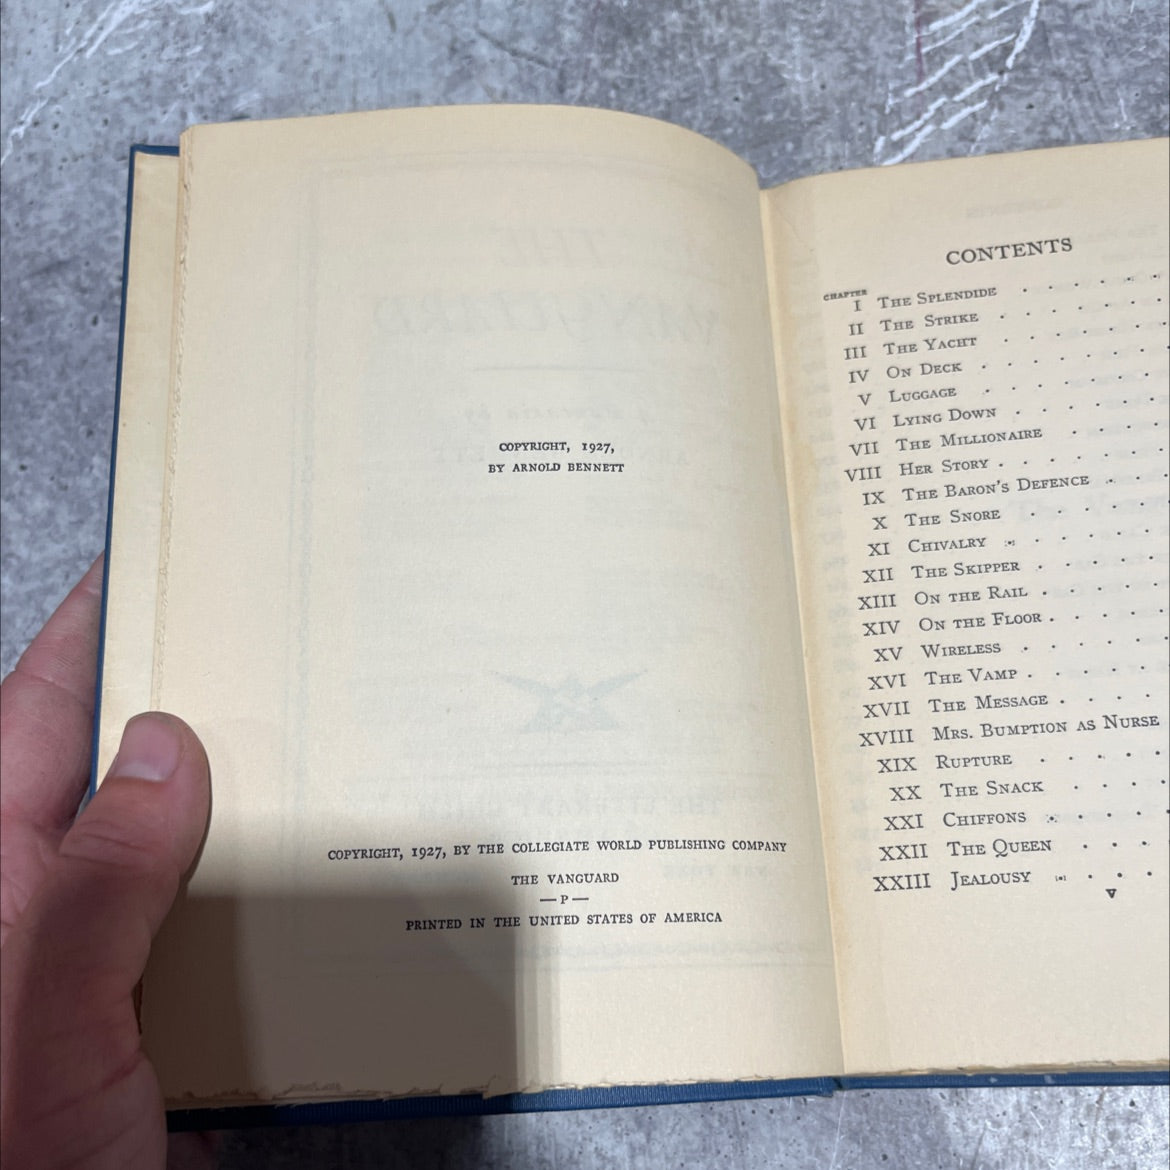 COPYRIGHT, 1927,
BY ARNOLD BENNETT
COPYRIGHT, 1927, BY THE COLLEGIATE WORLD PUBLISHING COMPANY
THE VANGUARD
—P—
PRINTED IN THE UNITED STATES OF AMERICA
CONTENTS
CHAPTER
I THE SPLENDIDE
II THE STRIKE
III THE YACHT
IV ON DECK
V LUGGAGE
VI LYING DOWN
VII THE MILLIONAIRE
VIII HER STORY
IX THE BARON'S DEFENCE
X THE SNORE
XI CHIVALRY
XII THE SKIPPER
XIII ON THE RAIL
XIV ON THE FLOOR
XV WIRELESS
XVI THE VAMP
XVII THE MESSAGE
XVIII MRS. BUMPTION AS NURSE
XIX RUPTURE
XX THE SNACK
XXI CHIFFONS
XXII THE QUEEN
XXIII JEALOUSY
v